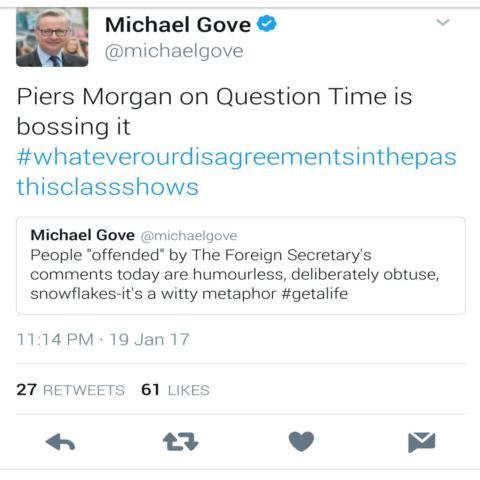 Michael Gove
@michaelgove
Piers Morgan on Question Time is
bossing it
#whateverourdisagreementsinthepas
thisclassshows
Michael Gove @michaelgove
People "offended" by The Foreign Secretary's
comments today are humourless, deliberately obtuse,
snowflakes-it's a witty metaphor #getalife
11:14 PM · 19 Jan 17
27 RETWEETS 61 LIKES